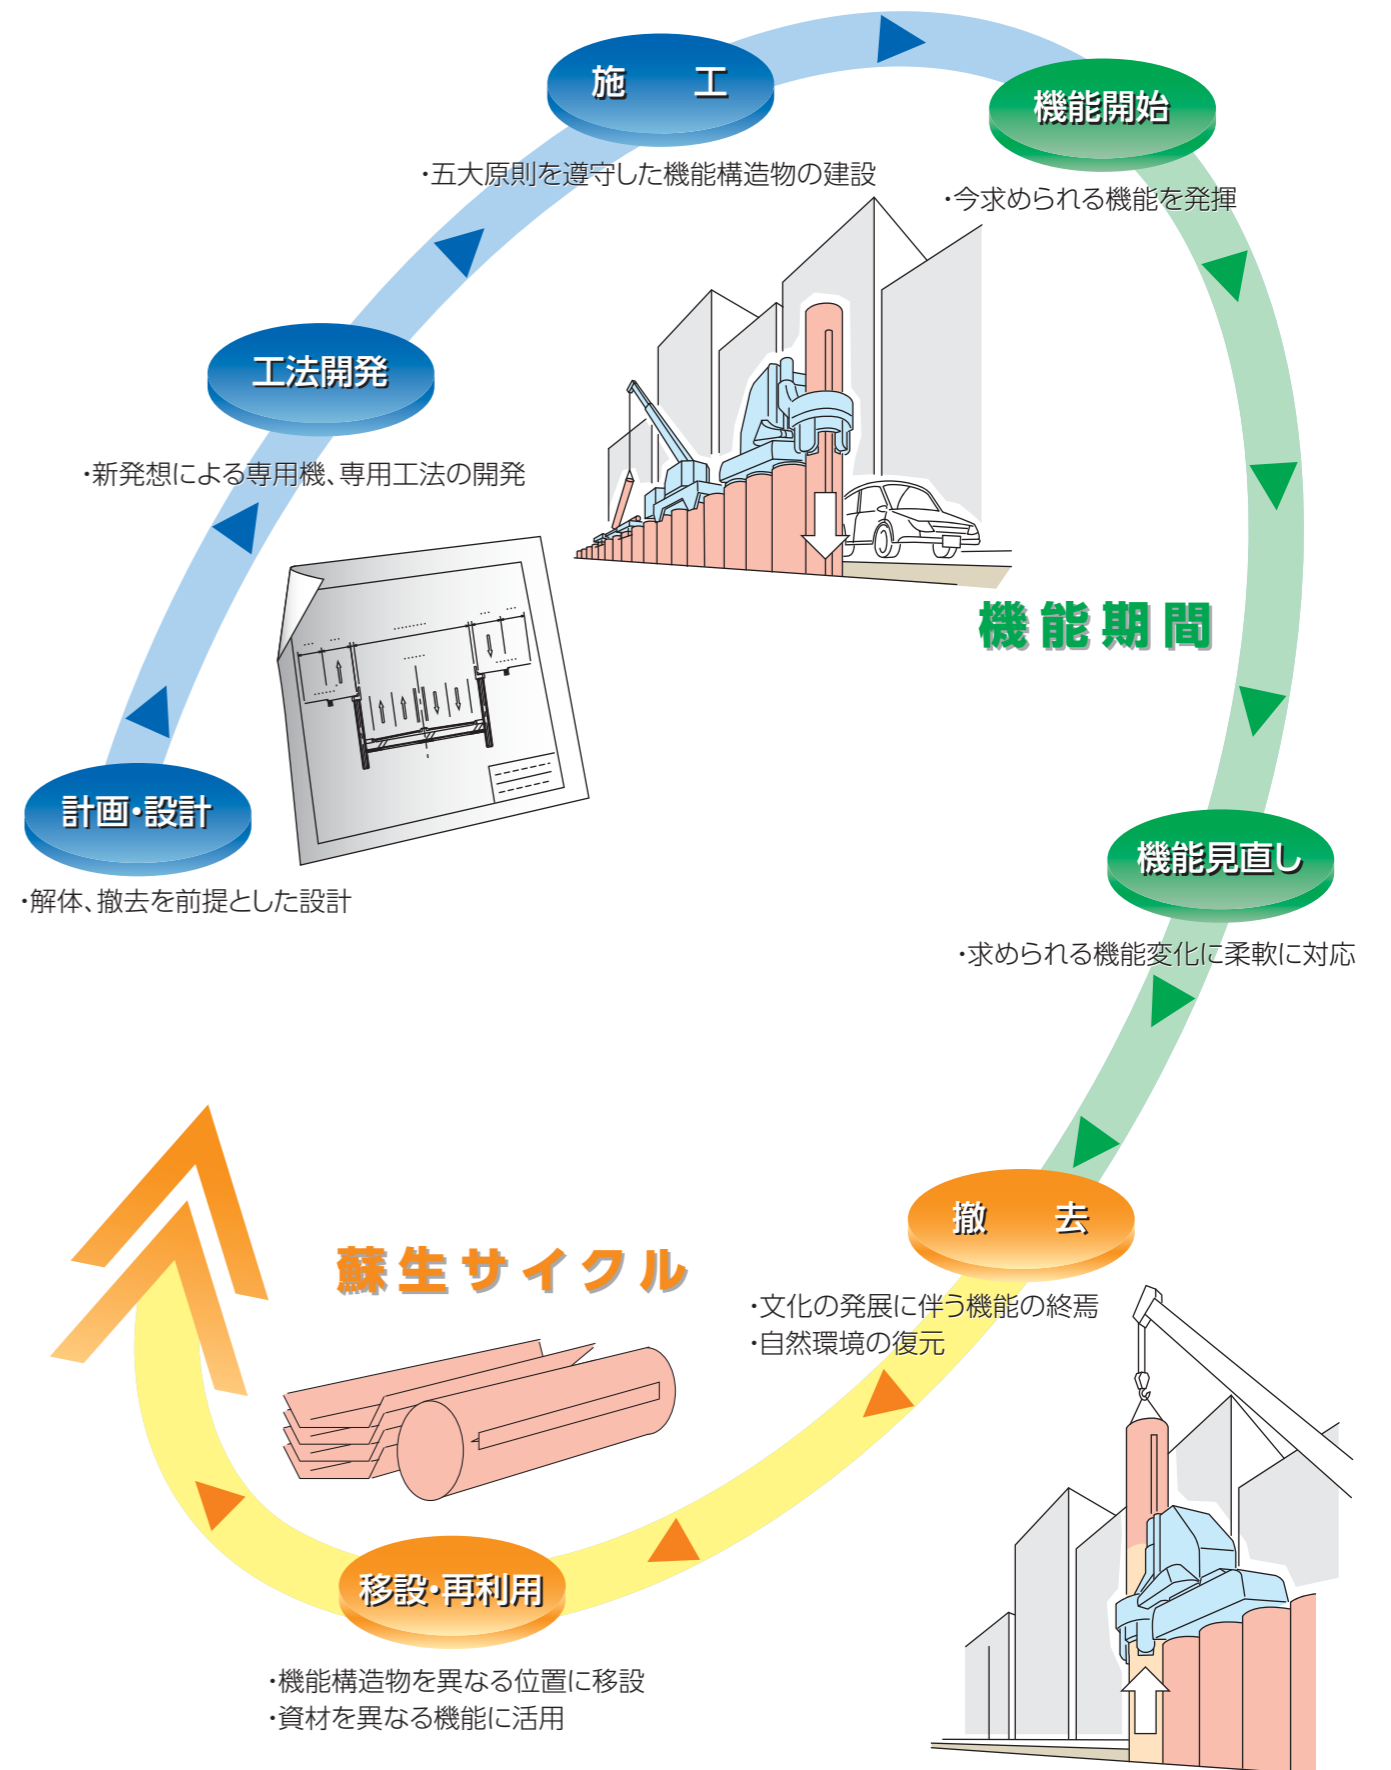 施　工
・五大原則を遵守した機能構造物の建設
機能開始
・今求められる機能を発揮
工法開発
・新発想による専用機、専用工法の開発
計画・設計
・解体、撤去を前提とした設計
機能期間
機能見直し
・求められる機能変化に柔軟に対応
撤　去
・文化の発展に伴う機能の終焉
・自然環境の復元
蘇生サイクル
移設・再利用
・機能構造物を異なる位置に移設
・資材を異なる機能に活用